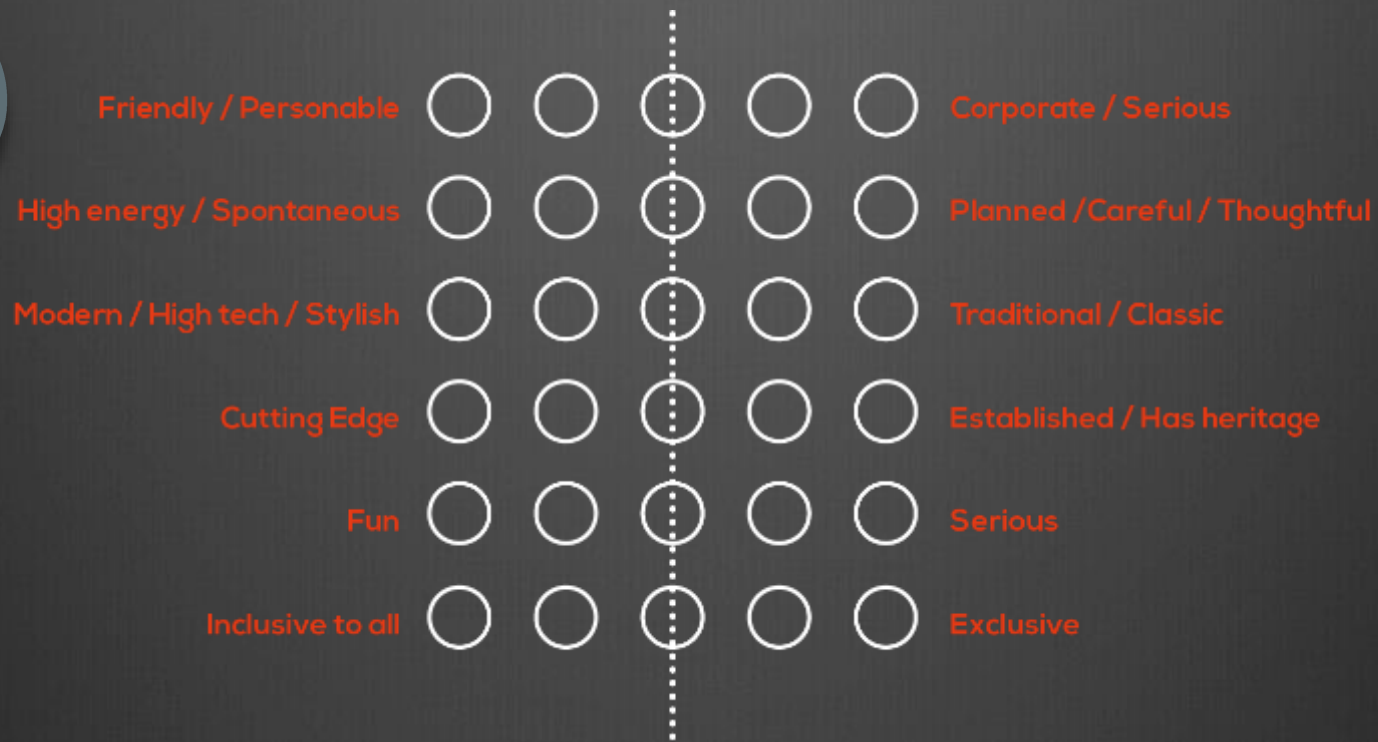 Friendly / Personable Corporate / Serious
High energy / Spontaneous Planned /Careful / Thoughtful
Modern / High tech / Stylish Traditional / Classic
Cutting Edge Established / Has heritage
Fun Serious
Inclusive to all Exclusive